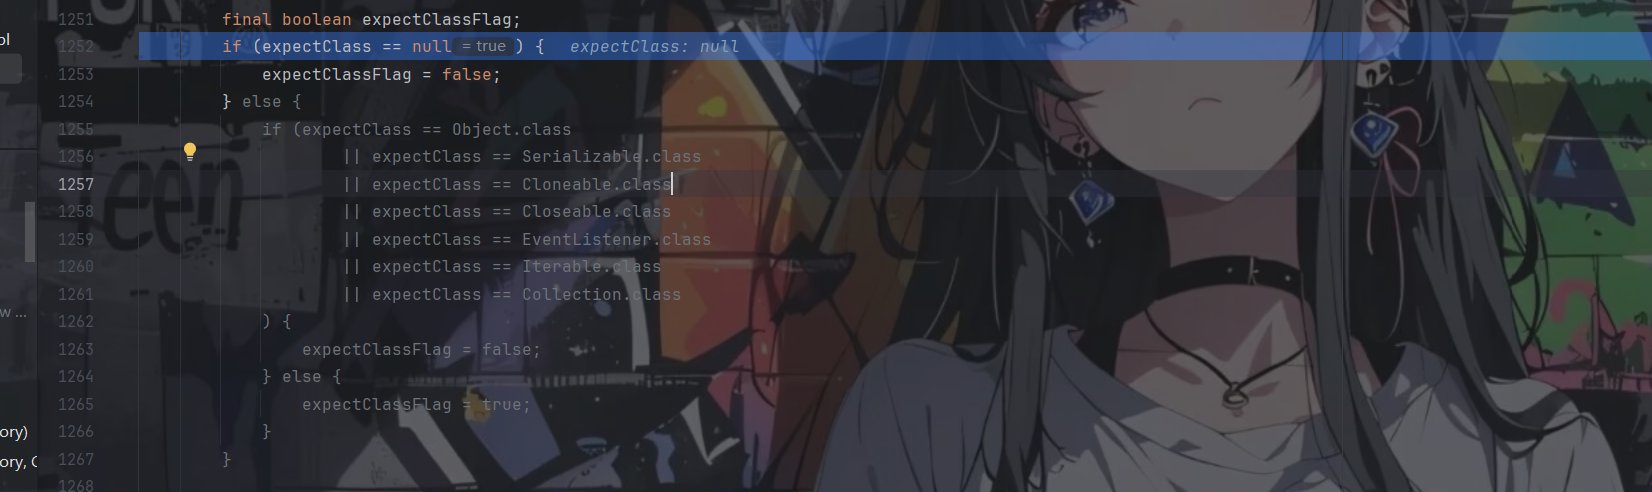 1251 final boolean expectClassFlag;
1252 if (expectClass == null = true ) { expectClass: null
1253 expectClassFlag = false;
1254 } else {
1255 if (expectClass == Object.class
1256 || expectClass == Serializable.class
1257 || expectClass == Cloneable.class
1258 || expectClass == Closeable.class
1259 || expectClass == EventListener.class
1260 || expectClass == Iterable.class
1261 || expectClass == Collection.class
1262 ) {
1263 expectClassFlag = false;
1264 } else {
1265 expectClassFlag = true;
1266 }
1267 }
1268
w ...
ory)
ory, C
een